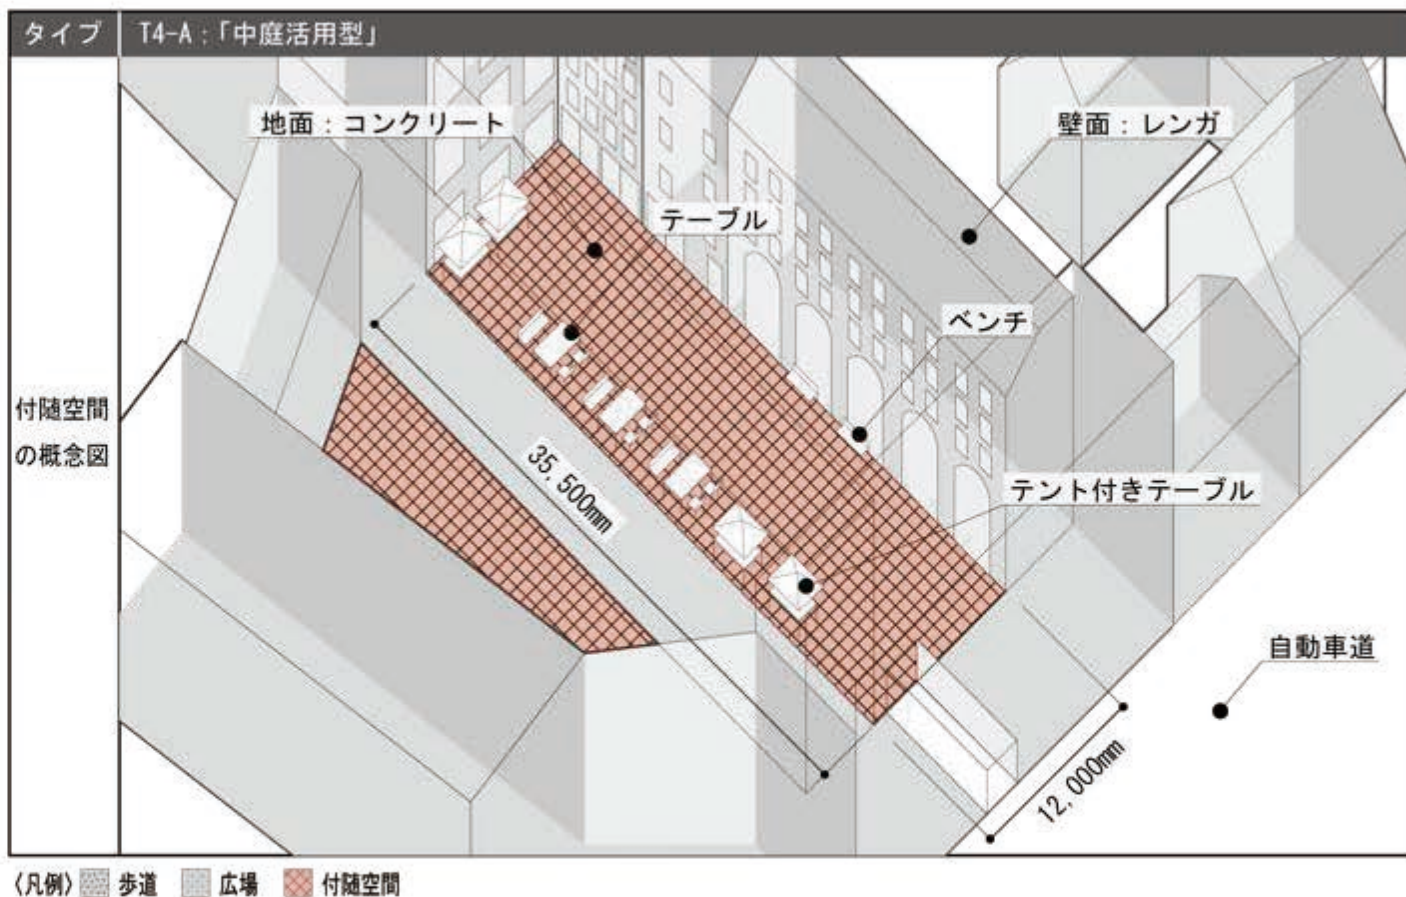 タイプ T4-A：「中庭活用型」
地面：コンクリート
壁面：レンガ
テーブル
ベンチ
付随空間
の概念図
35,500mm
テント付きテーブル
自動車道
12,000mm
〈凡例〉 歩道 広場 付随空間